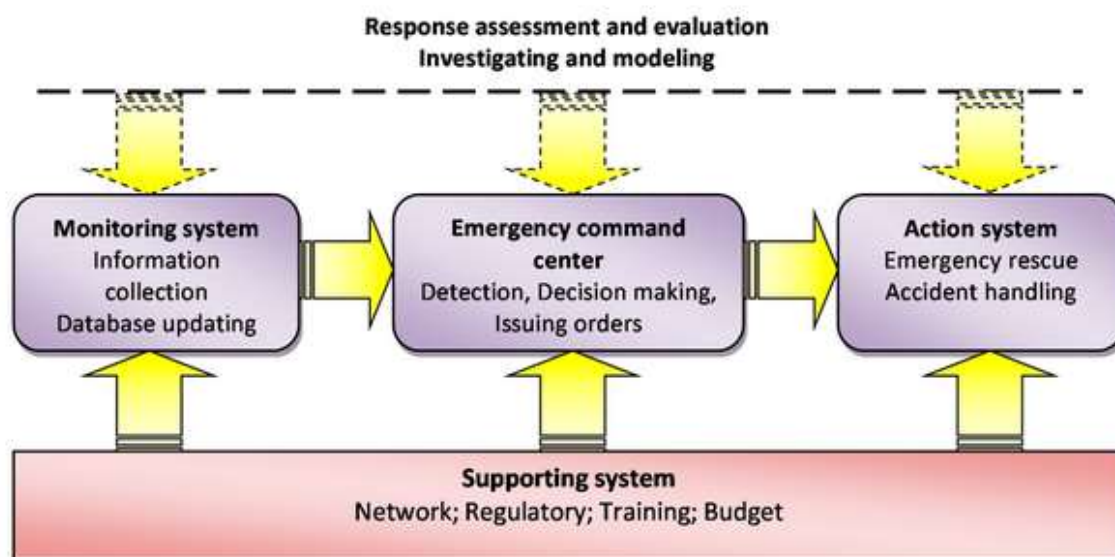 Response assessment and evaluation
Investigating and modeling
Monitoring system
Information
collection
Database updating
Emergency command
center
Detection, Decision making,
Issuing orders
Action system
Emergency rescue
Accident handling
Supporting system
Network; Regulatory; Training; Budget